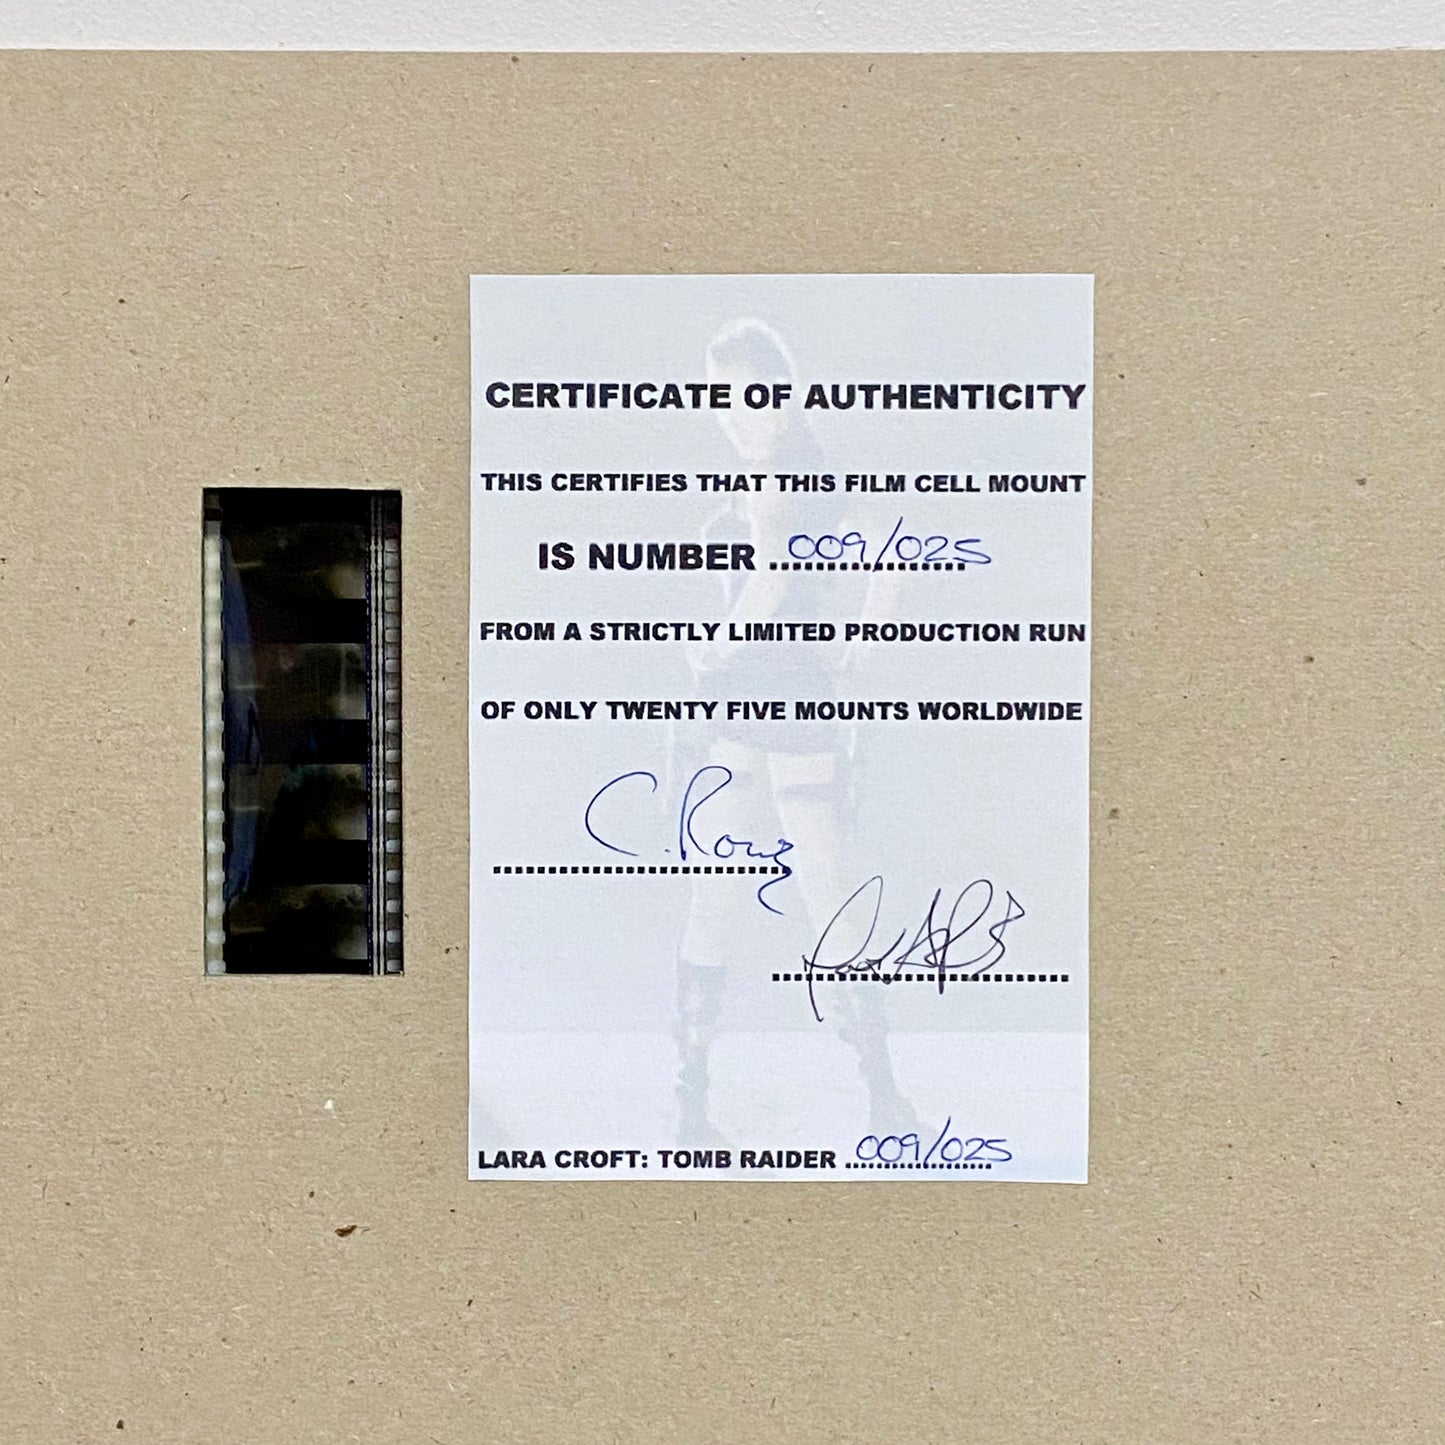 CERTIFICATE OF AUTHENTICITY
THIS CERTIFIES THAT THIS FILM CELL MOUNT
IS NUMBER 009/025
FROM A STRICTLY LIMITED PRODUCTION RUN
OF ONLY TWENTY FIVE MOUNTS WORLDWIDE
LARA CROFT: TOMB RAIDER 009/025